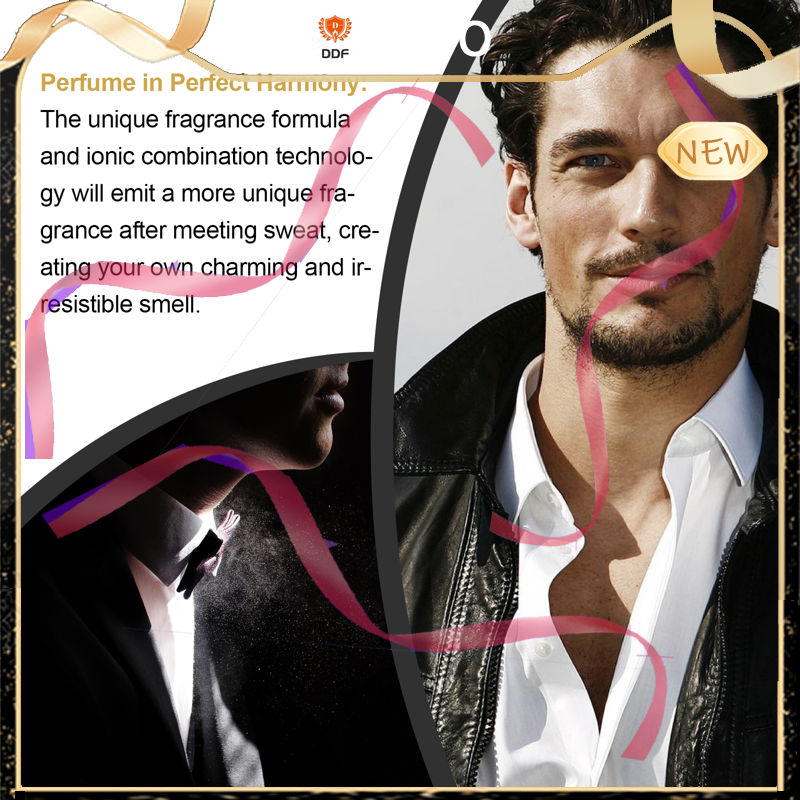 DDF
Perfume in Perfect Harmony:
The unique fragrance formula
and ionic combination technolo-
gy will emit a more unique fra-
grance after meeting sweat, cre-
ating your own charming and ir-
resistible smell.
NEW